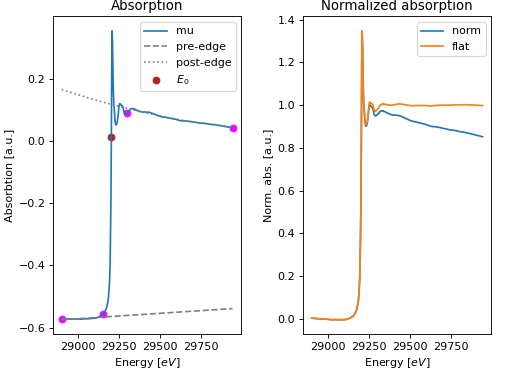 Absorption
Normalized absorption
mu
pre-edge
post-edge
E₀
norm
flat
1.4
1.2
1.0
0.8
0.6
0.4
0.2
0.0
0.2
0.0
−0.2
−0.4
−0.6
29000 29250 29500 29750
29000 29250 29500 29750
Energy [eV]
Energy [eV]
Absorbtion [a.u.]
Norm. abs. [a.u.]